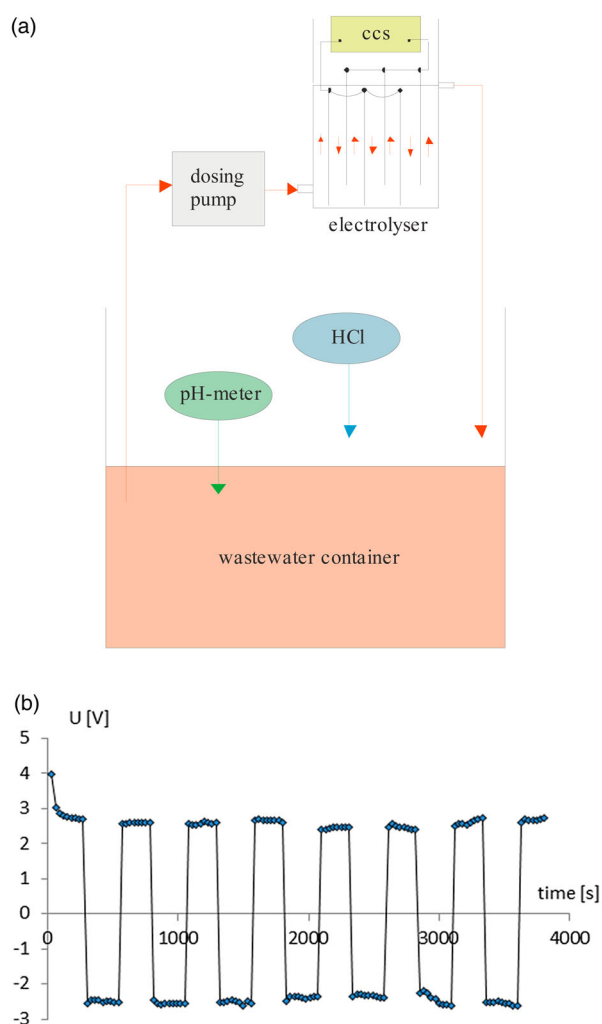 (a)
ccs
dosing
pump
electrolyser
HCl
pH-meter
wastewater container
(b)
U [V]
5
4
3
2
1
0
-1
-2
-3
time [s]
0 1000 2000 3000 4000